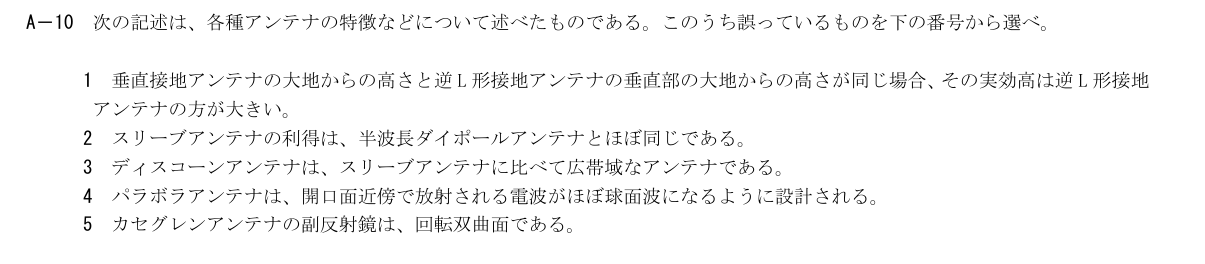 A－10 次の記述は、各種アンテナの特徴などについて述べたものである。このうち誤っているものを下の番号から選べ。
1 垂直接地アンテナの大地からの高さと逆L形接地アンテナの垂直部の大地からの高さが同じ場合、その実効高は逆L形接地
アンテナの方が大きい。
2 スリーブアンテナの利得は、半波長ダイポールアンテナとほぼ同じである。
3 ディスコーンアンテナは、スリーブアンテナに比べて広帯域なアンテナである。
4 パラボラアンテナは、開口面近傍で放射される電波がほぼ球面波になるように設計される。
5 カセグレンアンテナの副反射鏡は、回転双曲面である。